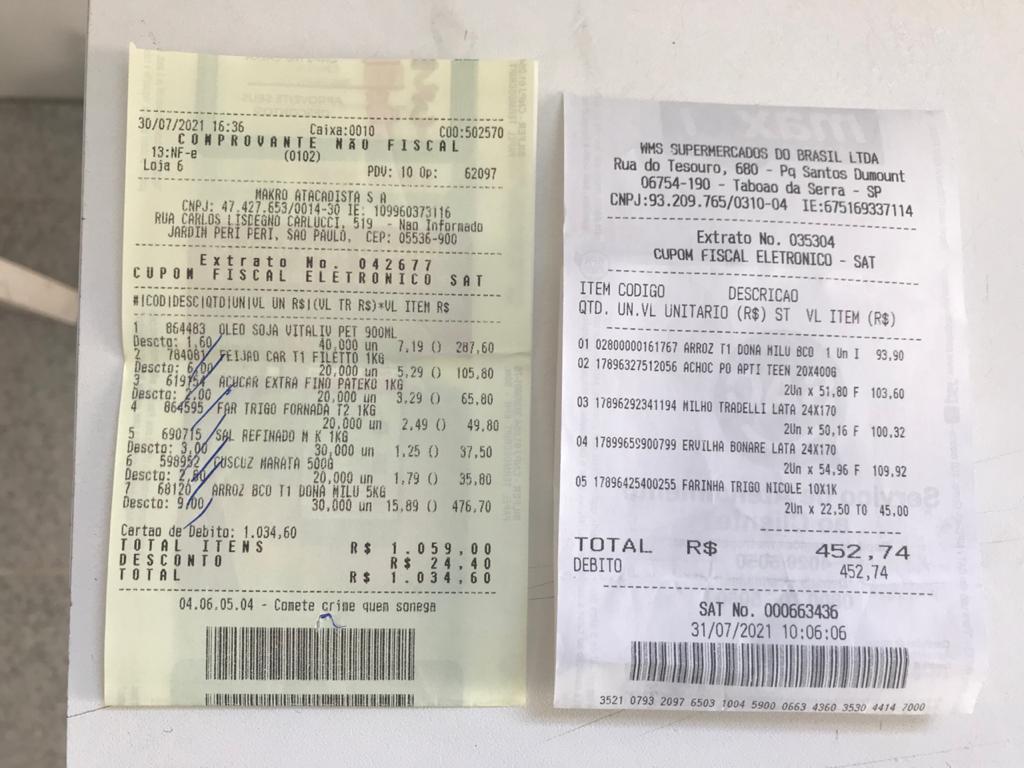 30/07/2021 16:36 Caixa:0010 COO:502570
COMPROVANTE NÃO FISCAL
13:NF-e (0102)
Loja 6 PDV: 10 Op: 62097
MAKRO ATACADISTA S A
CNPJ: 47.427.653/0014-30 IE: 109960373116
RUA CARLOS LISDEGNO CARLUCCI, 519 - Nao Informado
JARDIM PERI PERI, SAO PAULO, CEP: 05536-900
Extrato No. 042677
CUPOM FISCAL ELETRONICO SAT
#|COD|DESC|QTD|UN|VL UN R$|(VL TR R$)*VL ITEM R$
1 864483 OLEO SOJA VITALIV PET 900ML
Descto: 1,60 40,000 un 7,19 () 287,60
2 784081 FEIJAO CAR T1 FILETTO 1KG
Descto: 6,00 20,000 un 5,29 () 105,80
3 619754 ACUCAR EXTRA FINO PATEKO 1KG
Descto: 2,00 20,000 un 3,29 () 65,80
4 864595 FAR TRIGO FORNADA T2 1KG
20,000 un 2,49 () 49,80
5 690715 SAL REFINADO M K 1KG
Descto: 3,00 30,000 un 1,25 () 37,50
6 598952 CUSCUZ MARATA 500G
Descto: 2,80 20,000 un 1,79 () 35,80
7 68120 ARROZ BCO T1 DONA MILU 5KG
Descto: 9,00 30,000 un 15,89 () 476,70
Cartao de Debito: 1.034,60
TOTAL ITENS R$ 1.059,00
DESCONTO R$ 24,40
TOTAL R$ 1.034,60
04.06.05.04 - Comete crime quem sonega
WMS SUPERMERCADOS DO BRASIL LTDA
Rua do Tesouro, 680 - Pq Santos Dumount
06754-190 - Taboao da Serra - SP
CNPJ:93.209.765/0310-04 IE:675169337114
Extrato No. 035304
CUPOM FISCAL ELETRONICO - SAT
ITEM CODIGO DESCRICAO
QTD. UN.VL UNITARIO (R$) ST VL ITEM (R$)
01 02800000161767 ARROZ T1 DONA MILU BCO 1 Un I 93,90
02 17896327512056 ACHOC PO APTI TEEN 20X400G
2Un x 51,80 F 103,60
03 17896292341194 MILHO TRADELLI LATA 24X170
2Un x 50,16 F 100,32
04 17899659900799 ERVILHA BONARE LATA 24X170
2Un x 54,96 F 109,92
05 17896425400255 FARINHA TRIGO NICOLE 10X1K
2Un x 22,50 T0 45,00
TOTAL R$ 452,74
DEBITO 452,74
SAT No. 000663436
31/07/2021 10:06:06
3521 0793 2097 6503 1004 5900 0663 4360 3530 4414 7000